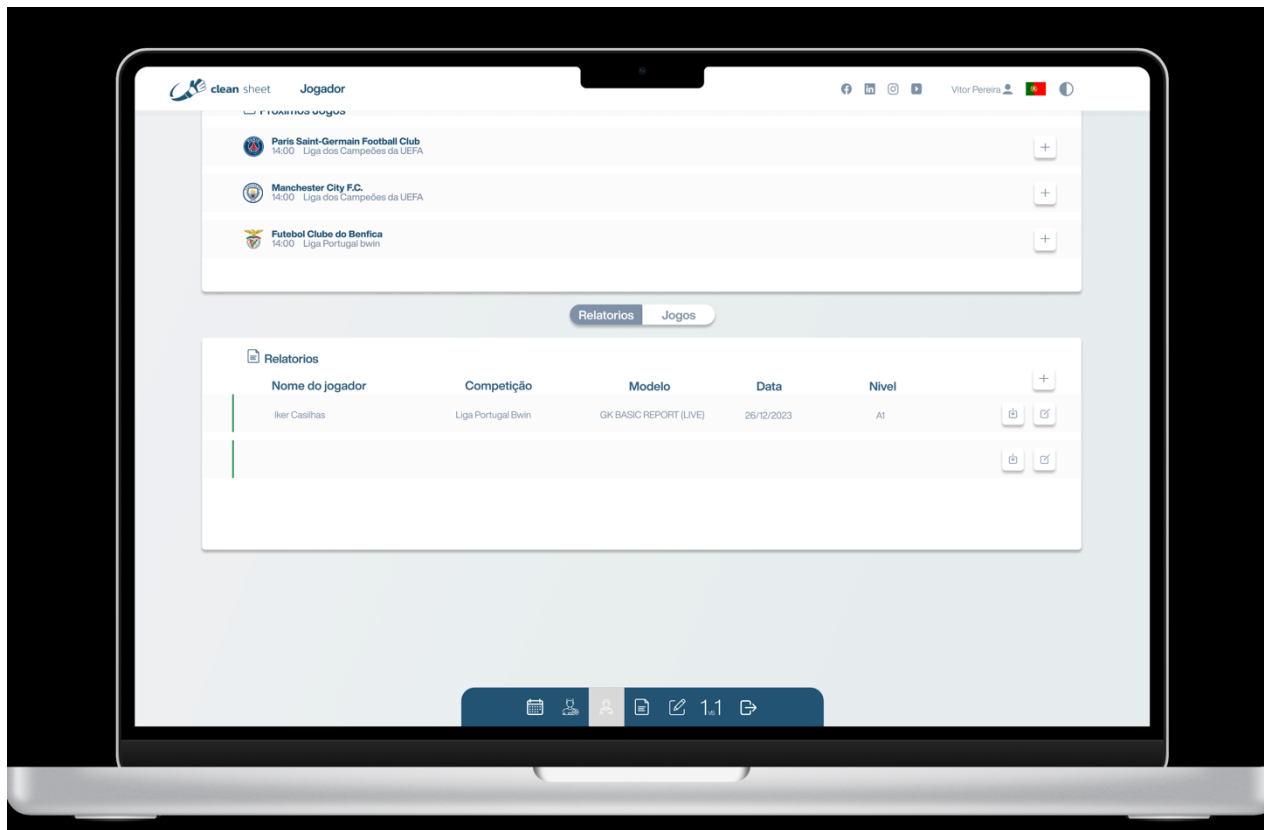 clean sheet Jogador Vitor Pereira
Próximos Jogos
Paris Saint-Germain Football Club
14:00 Liga dos Campeões da UEFA
Manchester City F.C.
14:00 Liga dos Campeões da UEFA
Futebol Clube do Benfica
14:00 Liga Portugal bwin
Relatorios Jogos
Relatorios
Nome do jogador Competição Modelo Data Nivel
Iker Casilhas Liga Portugal Bwin GK BASIC REPORT (LIVE) 26/12/2023 A1
1vs1